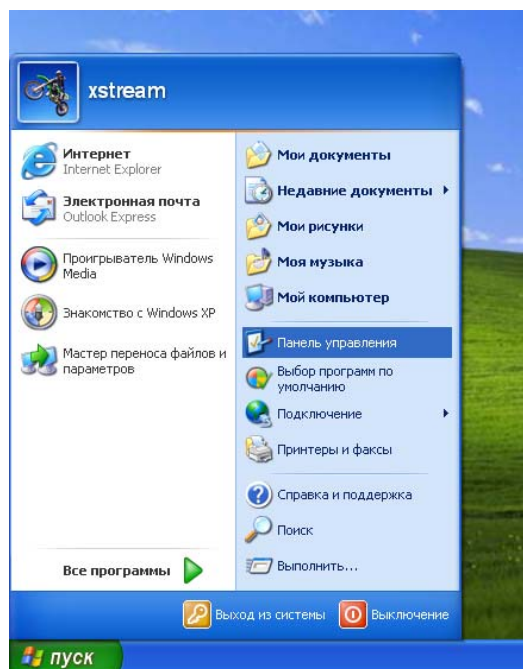 xstream
Интернет
Internet Explorer
Электронная почта
Outlook Express
Проигрыватель Windows
Media
Знакомство с Windows XP
Мастер переноса файлов и
параметров
Все программы
Мои документы
Недавние документы
Мои рисунки
Моя музыка
Мой компьютер
Панель управления
Выбор программ по
умолчанию
Подключение
Принтеры и факсы
Справка и поддержка
Поиск
Выполнить...
Выход из системы
Выключение
пуск